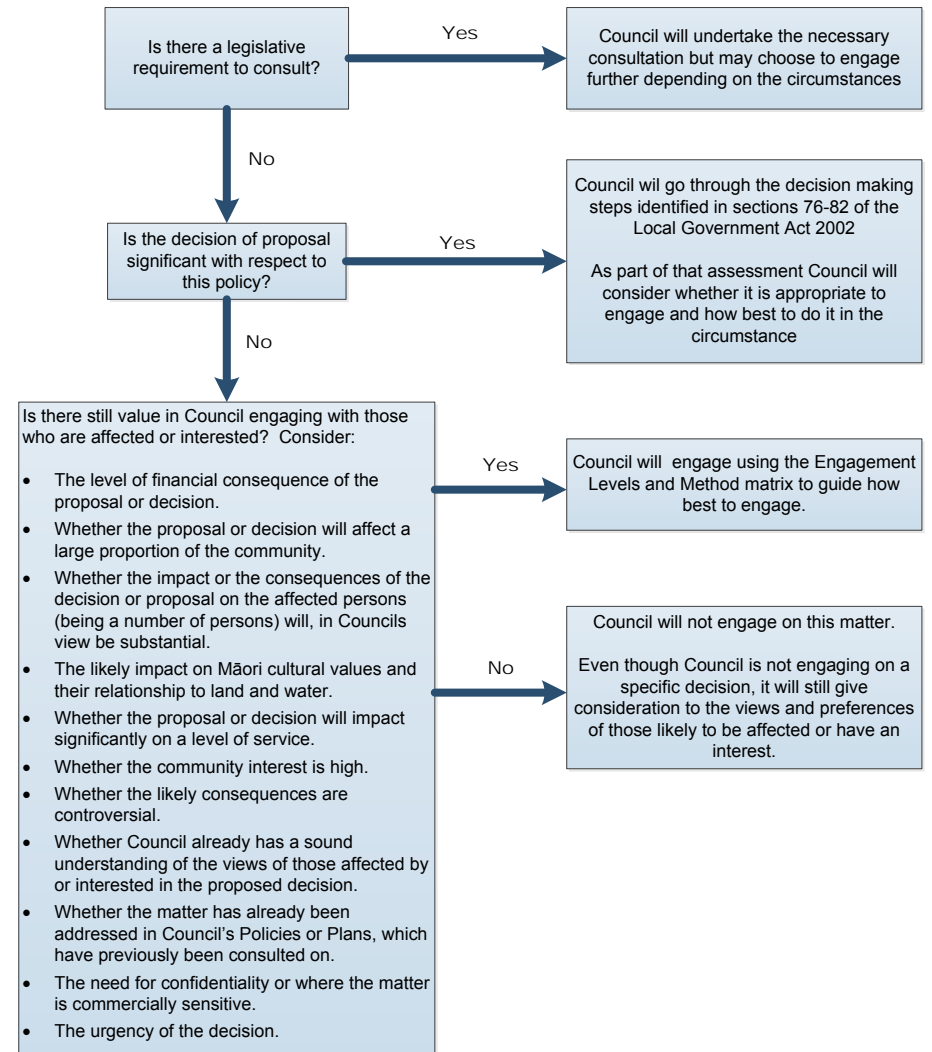 Is there a legislative
requirement to consult?
Yes
Council will undertake the necessary
consultation but may choose to engage
further depending on the circumstances
No
Is the decision of proposal
significant with respect to
this policy?
Yes
Council wil go through the decision making
steps identified in sections 76-82 of the
Local Government Act 2002
As part of that assessment Council will
consider whether it is appropriate to
engage and how best to do it in the
circumstance
No
Is there still value in Council engaging with those
who are affected or interested?  Consider:
• The level of financial consequence of the
proposal or decision.
• Whether the proposal or decision will affect a
large proportion of the community.
• Whether the impact or the consequences of the
decision or proposal on the affected persons
(being a number of persons) will, in Councils
view be substantial.
• The likely impact on Māori cultural values and
their relationship to land and water.
• Whether the proposal or decision will impact
significantly on a level of service.
• Whether the community interest is high.
• Whether the likely consequences are
controversial.
• Whether Council already has a sound
understanding of the views of those affected by
or interested in the proposed decision.
• Whether the matter has already been
addressed in Council's Policies or Plans, which
have previously been consulted on.
• The need for confidentiality or where the matter
is commercially sensitive.
• The urgency of the decision.
Yes
Council will  engage using the Engagement
Levels and Method matrix to guide how
best to engage.
No
Council will not engage on this matter.
Even though Council is not engaging on a
specific decision, it will still give
consideration to the views and preferences
of those likely to be affected or have an
interest.